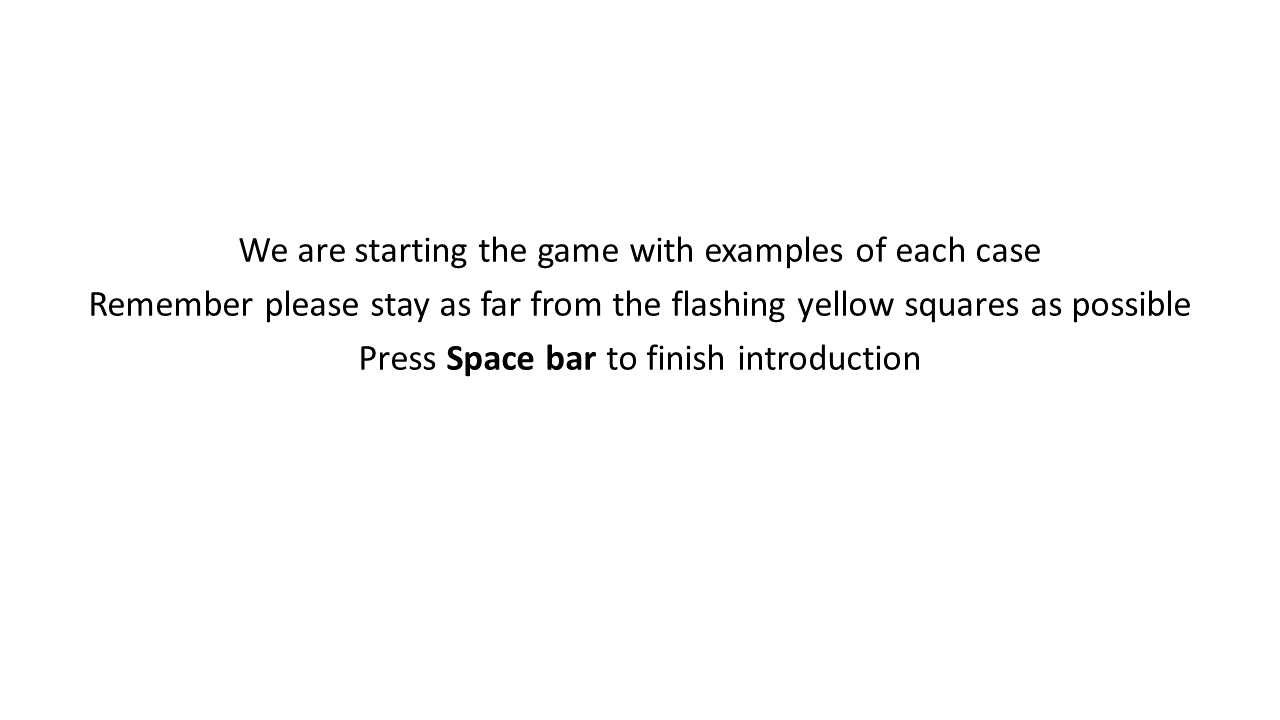 We are starting the game with examples of each case
Remember please stay as far from the flashing yellow squares as possible
Press Space bar to finish introduction